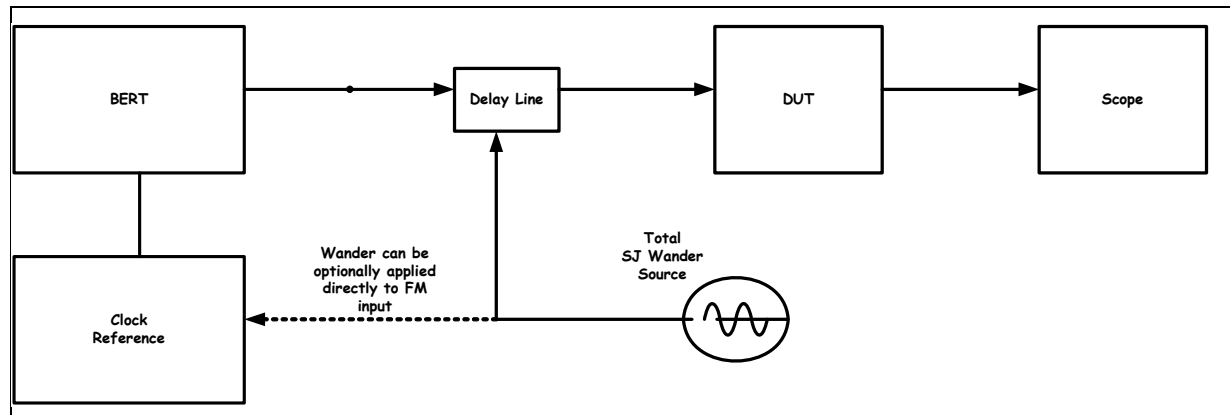 BERT
Delay Line
DUT
Scope
Wander can be
optionally applied
directly to FM
input
Total
SJ Wander
Source
Clock
Reference